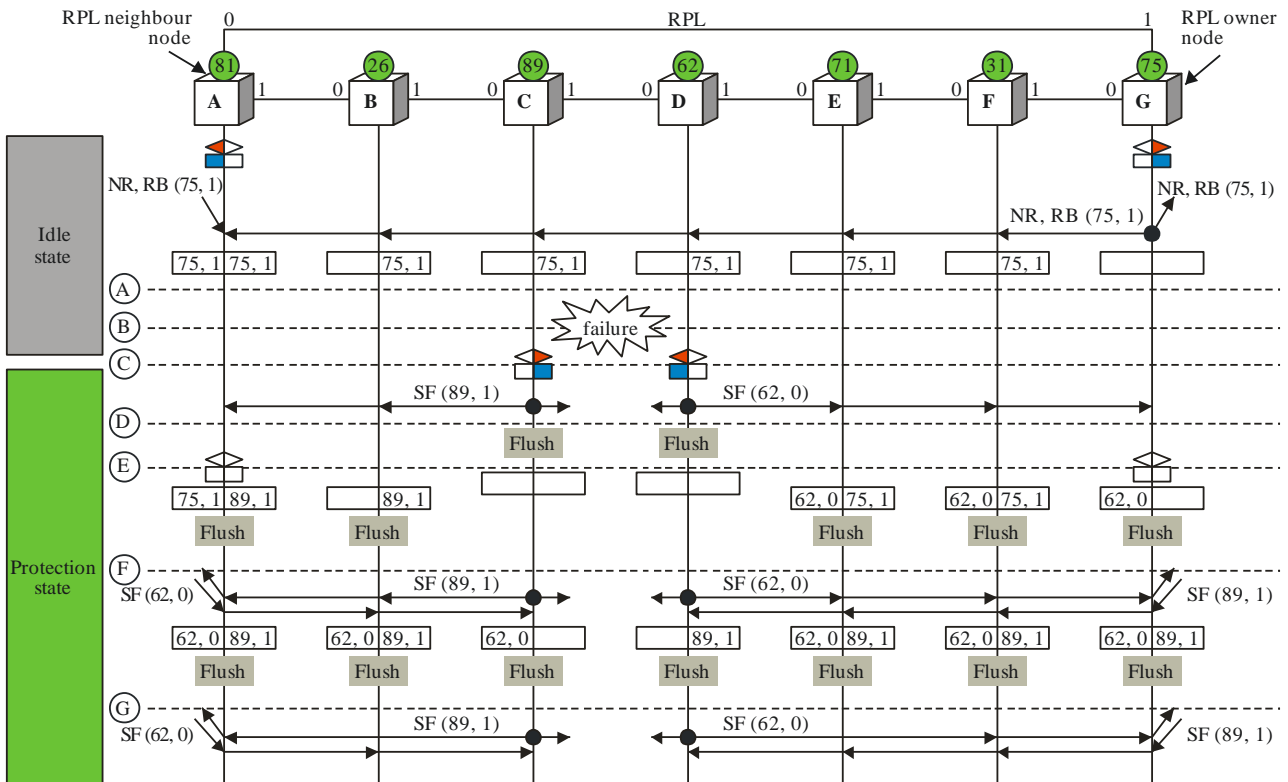 RPL neighbour node
0 RPL 1
RPL owner node
81 26 89 62 71 31 75
A 1 0 B 1 0 C 1 0 D 1 0 E 1 0 F 1 0 G
Idle state
NR, RB (75, 1)
NR, RB (75, 1)
NR, RB (75, 1)
75, 1 75, 1
75, 1
75, 1
75, 1
75, 1
75, 1
A
B
failure
C
SF (89, 1)
SF (62, 0)
D
Flush Flush
E
75, 1 89, 1
89, 1
62, 0 75, 1
62, 0 75, 1
62, 0
Flush Flush Flush Flush Flush
Protection state
F
SF (62, 0)
SF (89, 1)
SF (62, 0)
SF (89, 1)
62, 0 89, 1
62, 0 89, 1
62, 0
89, 1
62, 0 89, 1
62, 0 89, 1
62, 0 89, 1
Flush Flush Flush Flush Flush Flush Flush
G
SF (62, 0)
SF (89, 1)
SF (62, 0)
SF (89, 1)